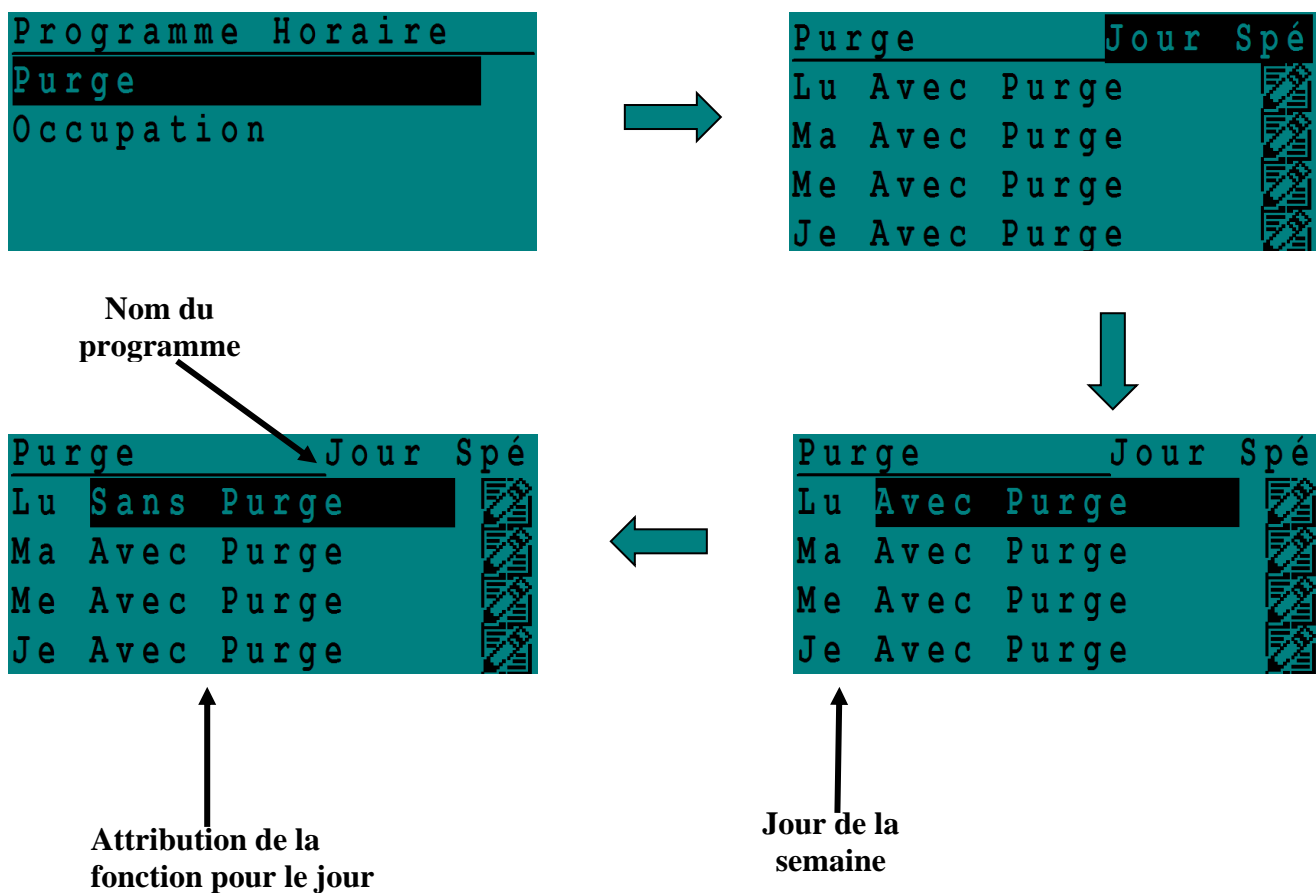 Programme Horaire
Purge
Occupation
Purge Jour Spé
Lu Avec Purge
Ma Avec Purge
Me Avec Purge
Je Avec Purge
Nom du
programme
Purge Jour Spé
Lu Sans Purge
Ma Avec Purge
Me Avec Purge
Je Avec Purge
Purge Jour Spé
Lu Avec Purge
Ma Avec Purge
Me Avec Purge
Je Avec Purge
Attribution de la
fonction pour le jour
Jour de la
semaine